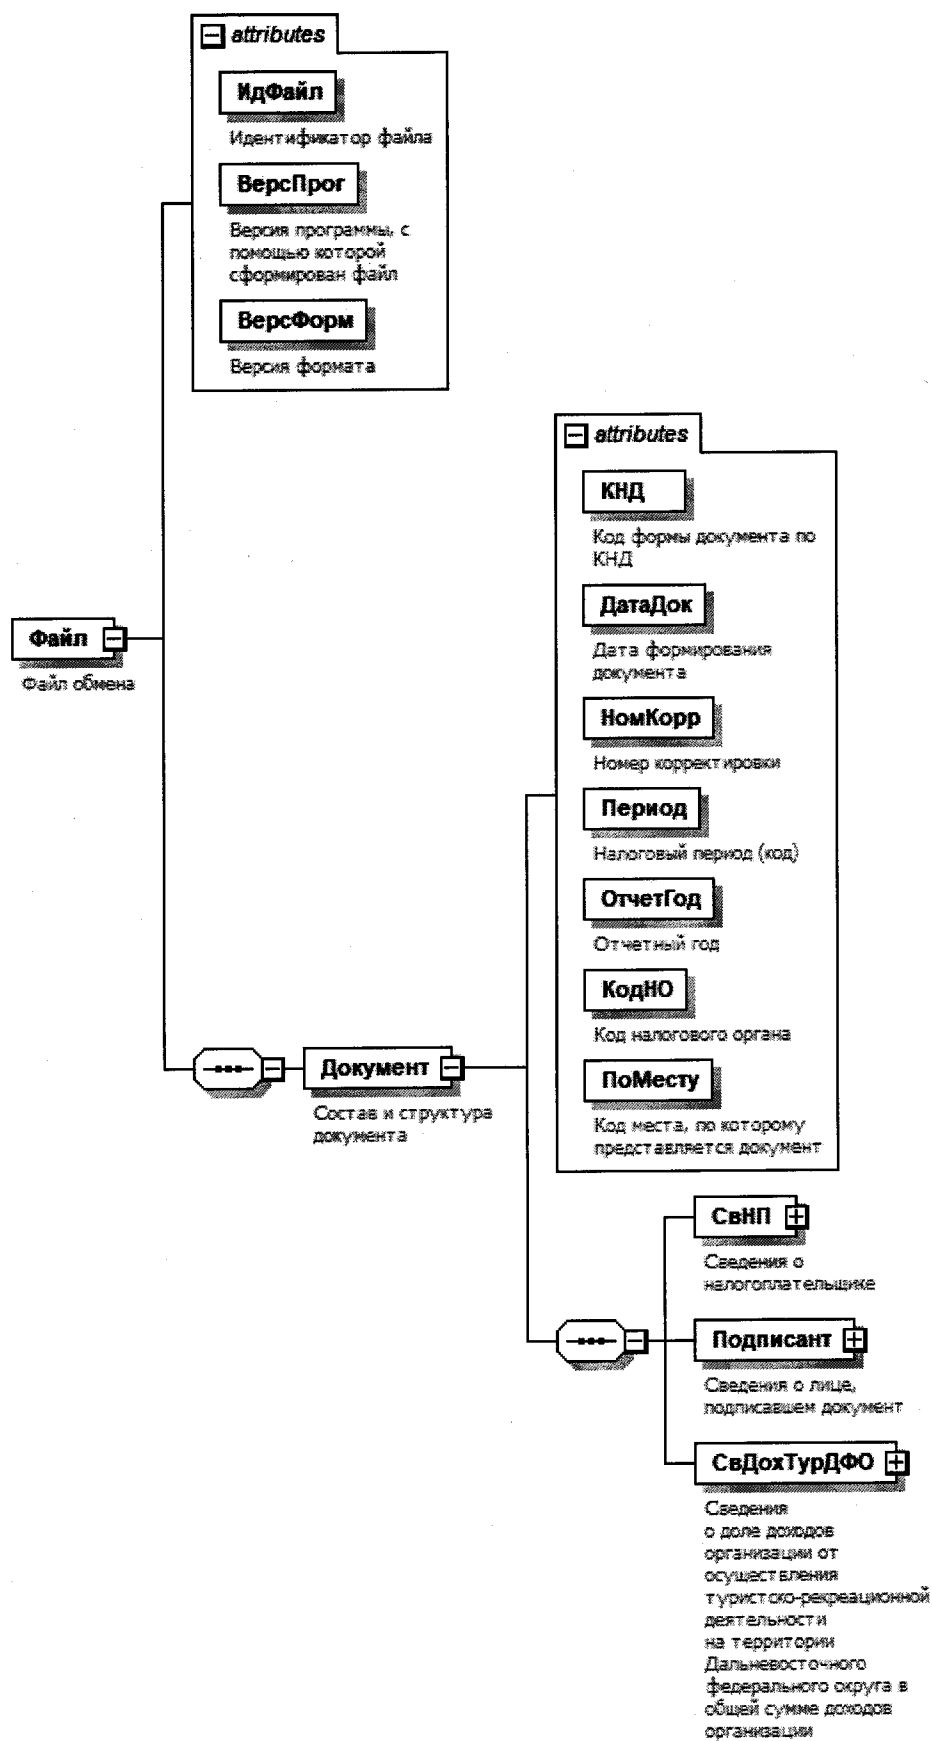 attributes
ИдФайл
Идентификатор файла
ВерсПрог
Версия программы, с
помощью которой
сформирован файл
ВерсФорм
Версия формата
attributes
КНД
Код формы документа по
КНД
ДатаДок
Дата формирования
документа
НомКорр
Номер корректировки
Период
Налоговый период (код)
ОтчетГод
Отчетный год
КодНО
Код налогового органа
ПоМесту
Код места, по которому
представляется документ
Файл
Файл обмена
Документ
Состав и структура
документа
СвНП
Сведения о
налогоплательщике
Подписант
Сведения о лице,
подписавшем документ
СвДохТурДФО
Сведения
о доле доходов
организации от
осуществления
туристско-рекреационной
деятельности
на территории
Дальневосточного
федерального округа в
общей сумме доходов
организации